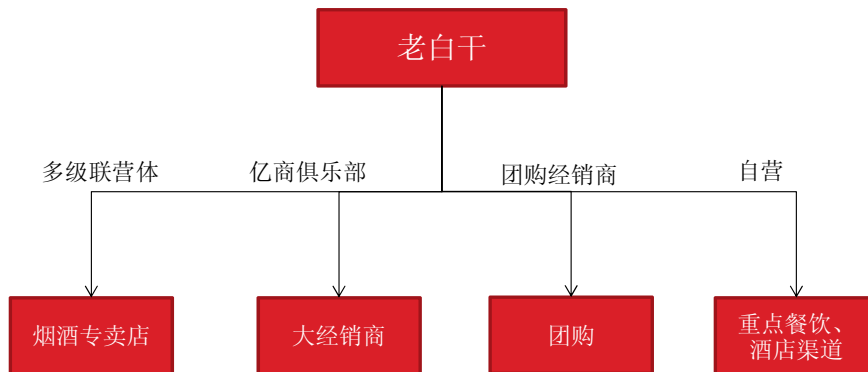 老白干
多级联营体
亿商俱乐部
团购经销商
自营
烟酒专卖店
大经销商
团购
重点餐饮、
酒店渠道